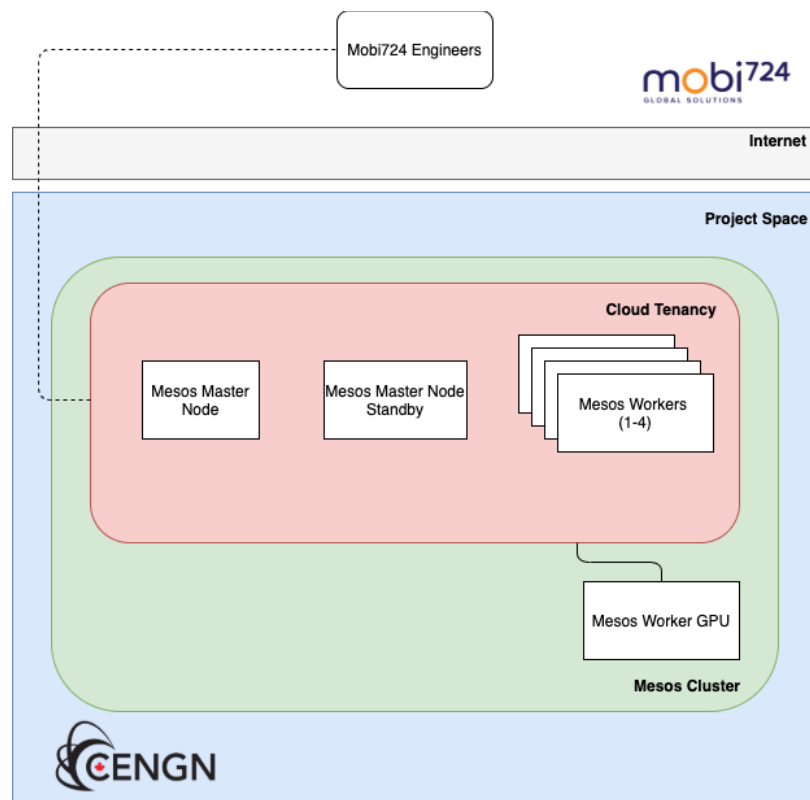 Mobi724 Engineers
mobi724
GLOBAL SOLUTIONS
Internet
Project Space
Cloud Tenancy
Mesos Master
Node
Mesos Master Node
Standby
Mesos Workers
(1-4)
Mesos Worker GPU
Mesos Cluster
CENGN